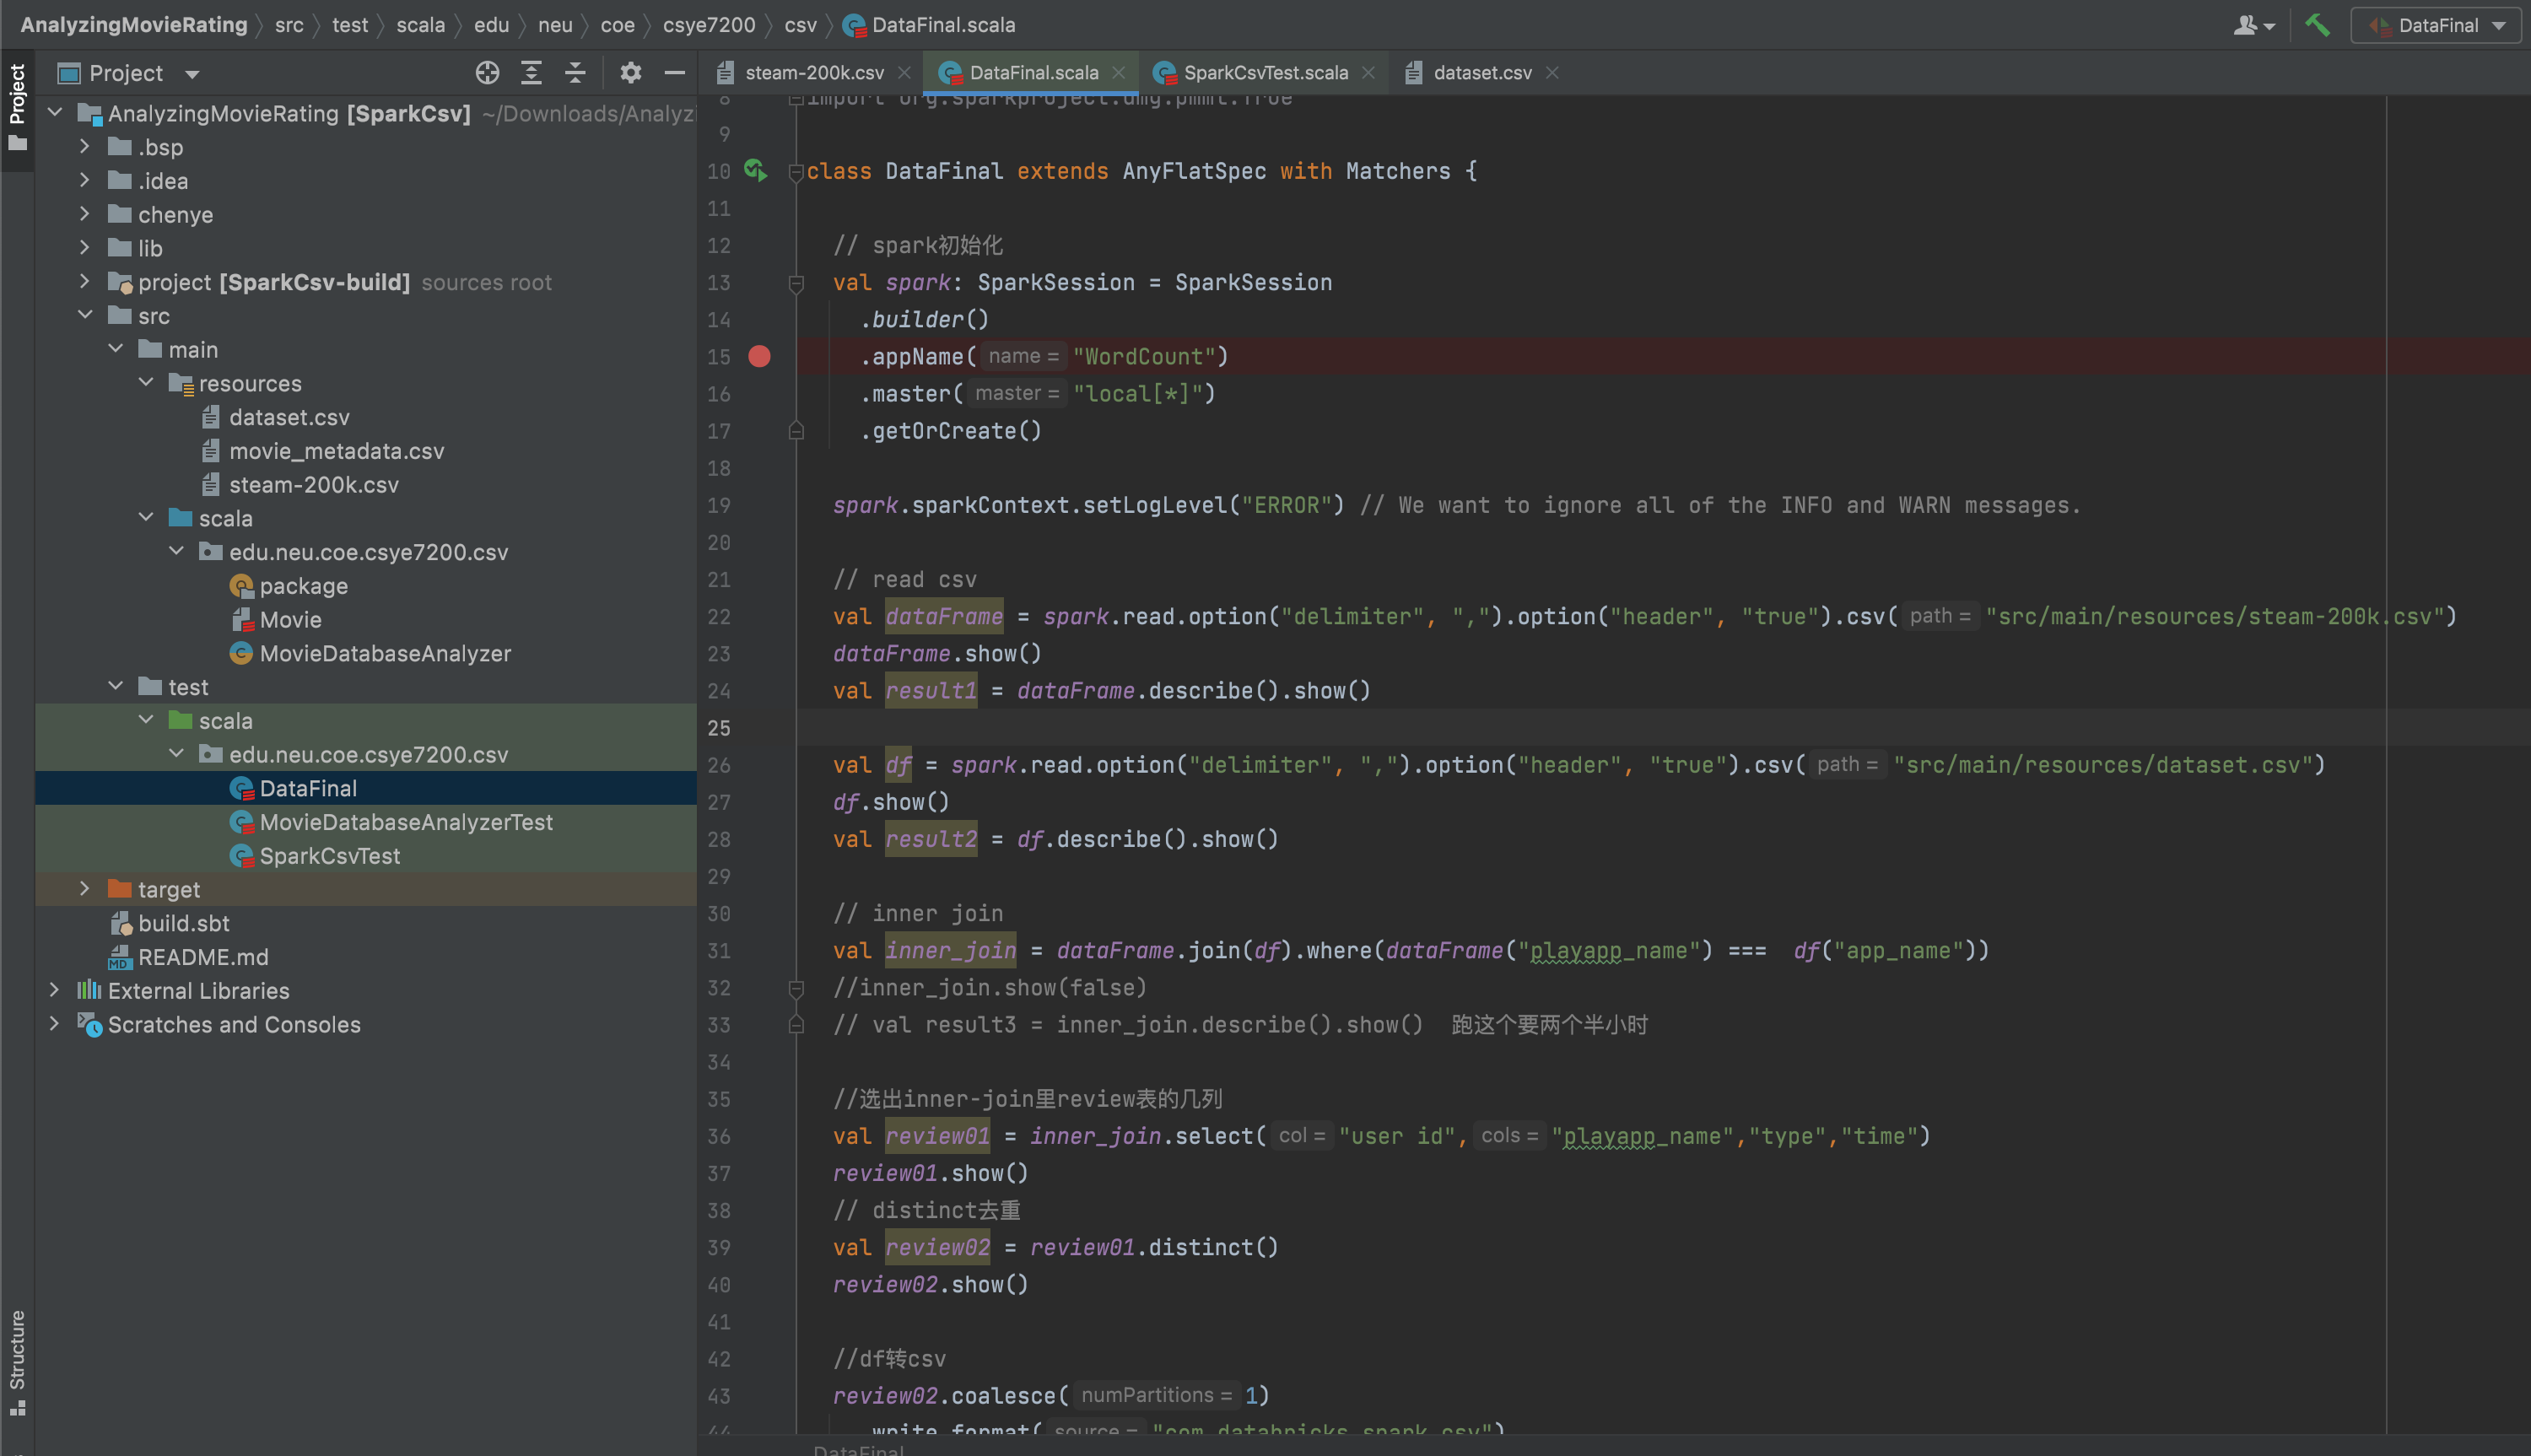 AnalyzingMovieRating src test scala edu neu coe csye7200 csv DataFinal.scala
DataFinal
Project
steam-200k.csv
DataFinal.scala
SparkCsvTest.scala
dataset.csv
Project
Structure
AnalyzingMovieRating [SparkCsv] ~/Downloads/Analyzi
.bsp
.idea
chenye
lib
project [SparkCsv-build] sources root
src
main
resources
dataset.csv
movie_metadata.csv
steam-200k.csv
scala
edu.neu.coe.csye7200.csv
package
Movie
MovieDatabaseAnalyzer
test
scala
edu.neu.coe.csye7200.csv
DataFinal
MovieDatabaseAnalyzerTest
SparkCsvTest
target
build.sbt
README.md
External Libraries
Scratches and Consoles
8 import org.sparkproject.dmg.pmml.True
9
10 class DataFinal extends AnyFlatSpec with Matchers {
11
12 // spark初始化
13 val spark: SparkSession = SparkSession
14 .builder()
15 .appName( name = "WordCount")
16 .master( master = "local[*]")
17 .getOrCreate()
18
19 spark.sparkContext.setLogLevel("ERROR") // We want to ignore all of the INFO and WARN messages.
20
21 // read csv
22 val dataFrame = spark.read.option("delimiter", ",").option("header", "true").csv( path = "src/main/resources/steam-200k.csv")
23 dataFrame.show()
24 val result1 = dataFrame.describe().show()
25
26 val df = spark.read.option("delimiter", ",").option("header", "true").csv( path = "src/main/resources/dataset.csv")
27 df.show()
28 val result2 = df.describe().show()
29
30 // inner join
31 val inner_join = dataFrame.join(df).where(dataFrame("playapp_name") === df("app_name"))
32 //inner_join.show(false)
33 // val result3 = inner_join.describe().show() 跑这个要两个半小时
34
35 //选出inner-join里review表的几列
36 val review01 = inner_join.select( col = "user id", cols = "playapp_name","type","time")
37 review01.show()
38 // distinct去重
39 val review02 = review01.distinct()
40 review02.show()
41
42 //df转csv
43 review02.coalesce( numPartitions = 1)
44 .write.format( source = "com.databricks.spark.csv")
DataFinal